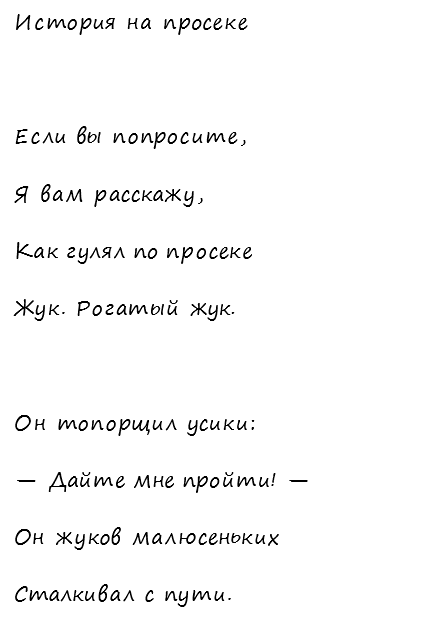 История на просеке
Если вы попросите,
Я вам расскажу,
Как гулял по просеке
Жук. Рогатый жук.
Он топорщил усики:
— Дайте мне пройти! —
Он жуков малюсеньких
Сталкивал с пути.